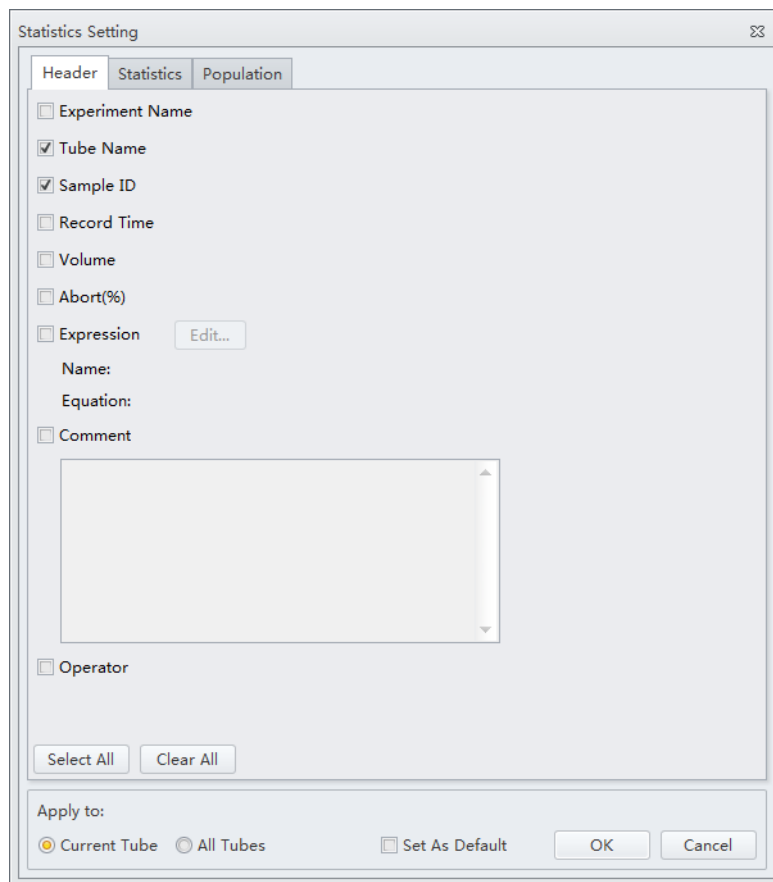 Statistics Setting
Header Statistics Population
Experiment Name
Tube Name
Sample ID
Record Time
Volume
Abort(%)
Expression Edit...
Name:
Equation:
Comment
Operator
Select All Clear All
Apply to:
Current Tube All Tubes Set As Default OK Cancel